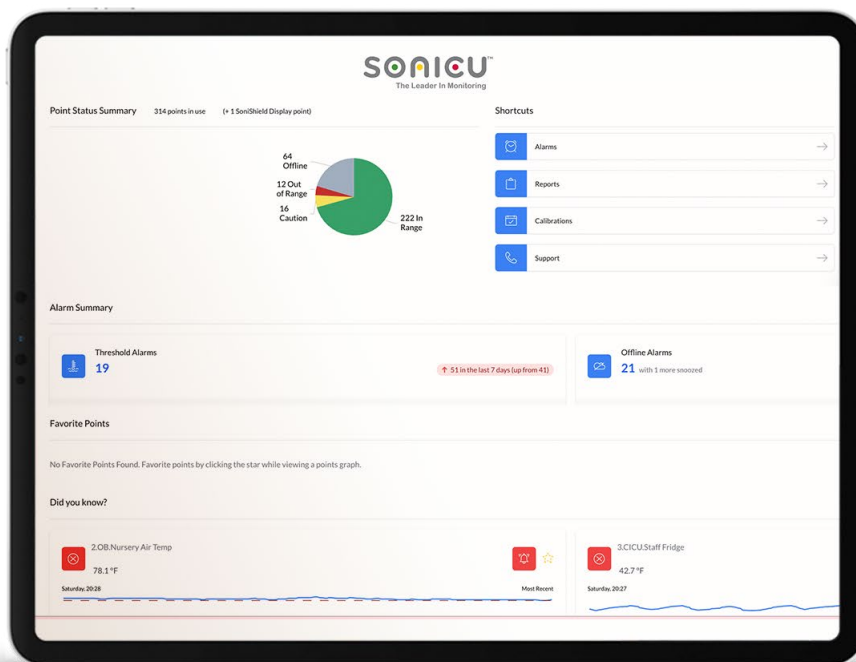 SONICU™
The Leader In Monitoring
Point Status Summary 314 points in use (+ 1 SoniShield Display point)
64
Offline
12 Out
of Range
16
Caution
222 In
Range
Shortcuts
Alarms
Reports
Calibrations
Support
Alarm Summary
Threshold Alarms
19
↑ 51 in the last 7 days (up from 41)
Offline Alarms
21 with 1 more snoozed
Favorite Points
No Favorite Points Found. Favorite points by clicking the star while viewing a points graph.
Did you know?
2.OB.Nursery Air Temp
78.1 °F
Saturday, 20:28 Most Recent
3.CICU.Staff Fridge
42.7 °F
Saturday, 20:27